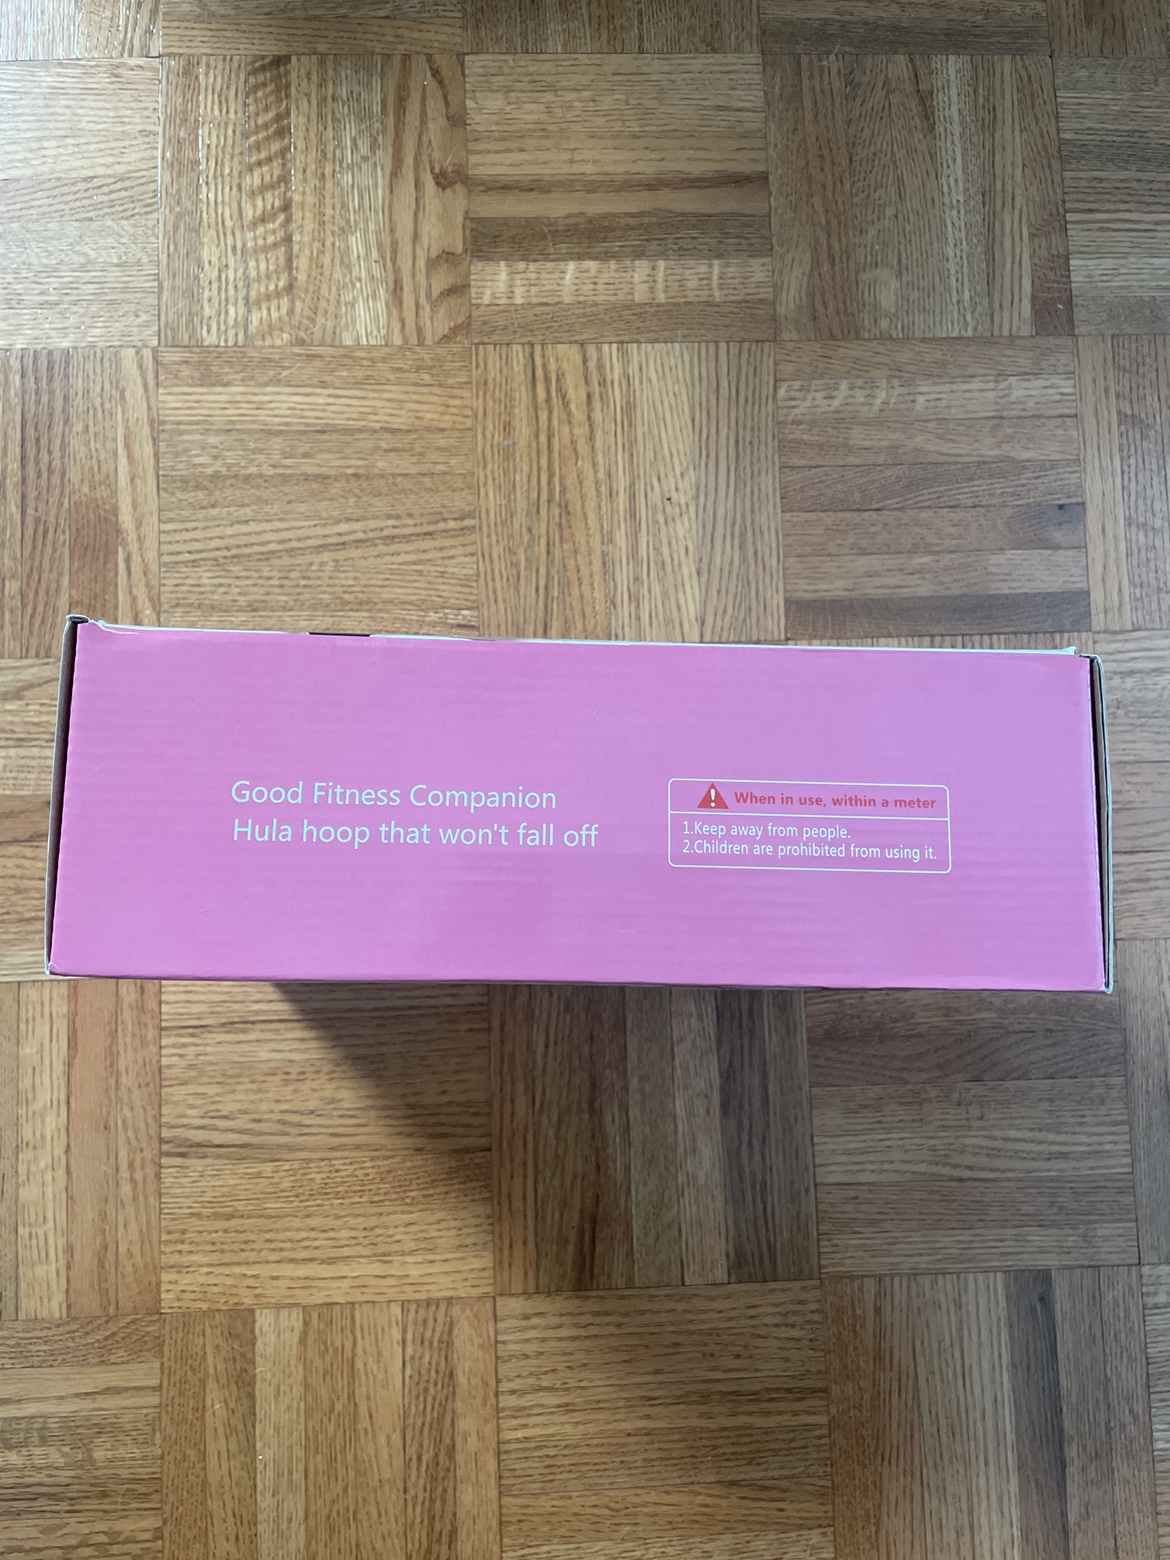 Good Fitness Companion
Hula hoop that won't fall off
When in use, within a meter
1.Keep away from people.
2.Children are prohibited from using it.